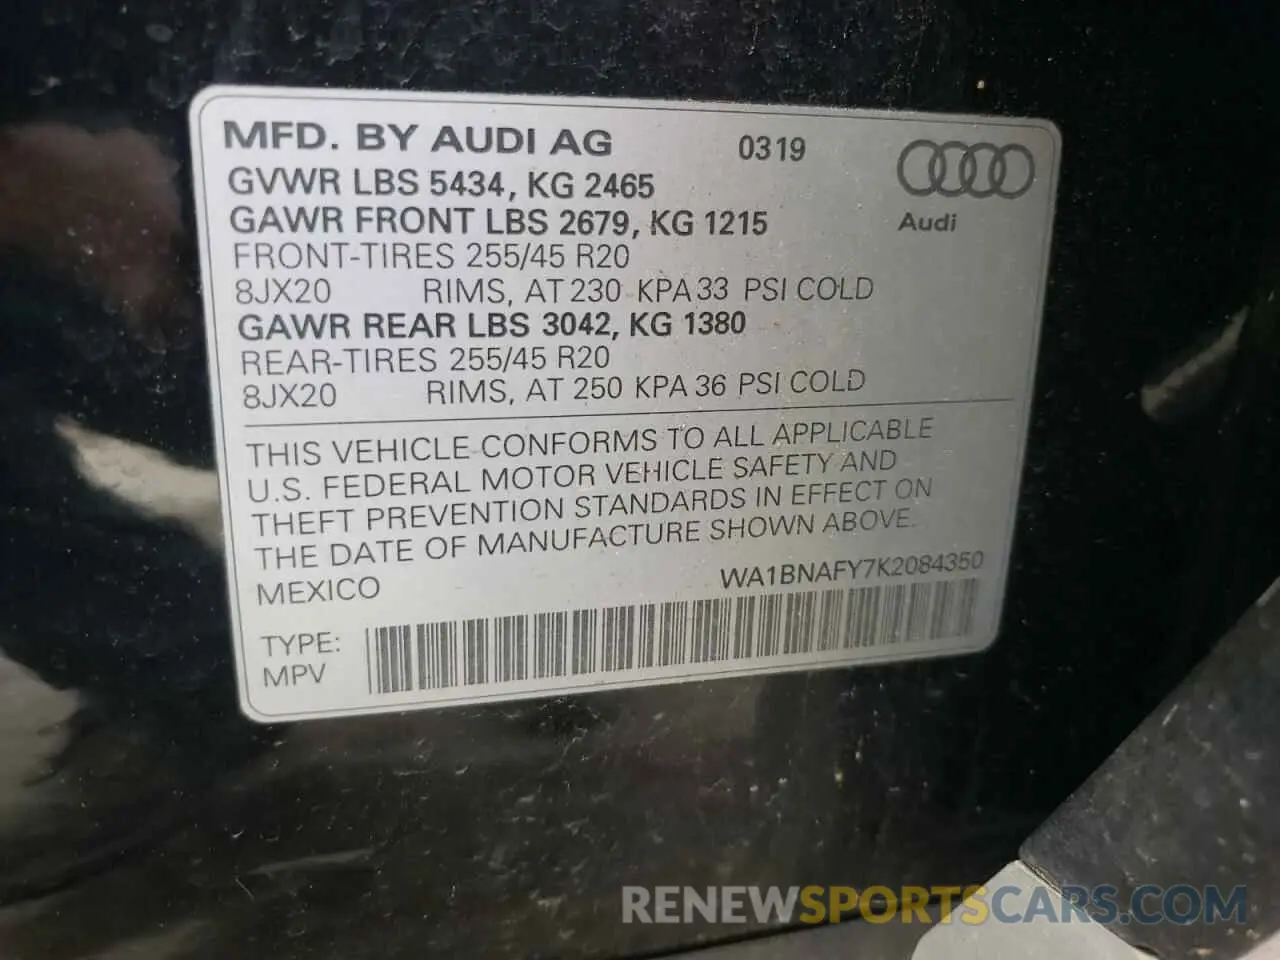 MFD. BY AUDI AG 0319
GVWR LBS 5434, KG 2465
GAWR FRONT LBS 2679, KG 1215
Audi
FRONT-TIRES 255/45 R20
8JX20 RIMS, AT 230 KPA 33 PSI COLD
GAWR REAR LBS 3042, KG 1380
REAR-TIRES 255/45 R20
8JX20 RIMS, AT 250 KPA 36 PSI COLD
THIS VEHICLE CONFORMS TO ALL APPLICABLE
U.S. FEDERAL MOTOR VEHICLE SAFETY AND
THEFT PREVENTION STANDARDS IN EFFECT ON
THE DATE OF MANUFACTURE SHOWN ABOVE.
MEXICO WA1BNAFY7K2084350
TYPE:
MPV
RENEWSPORTSCARS.COM